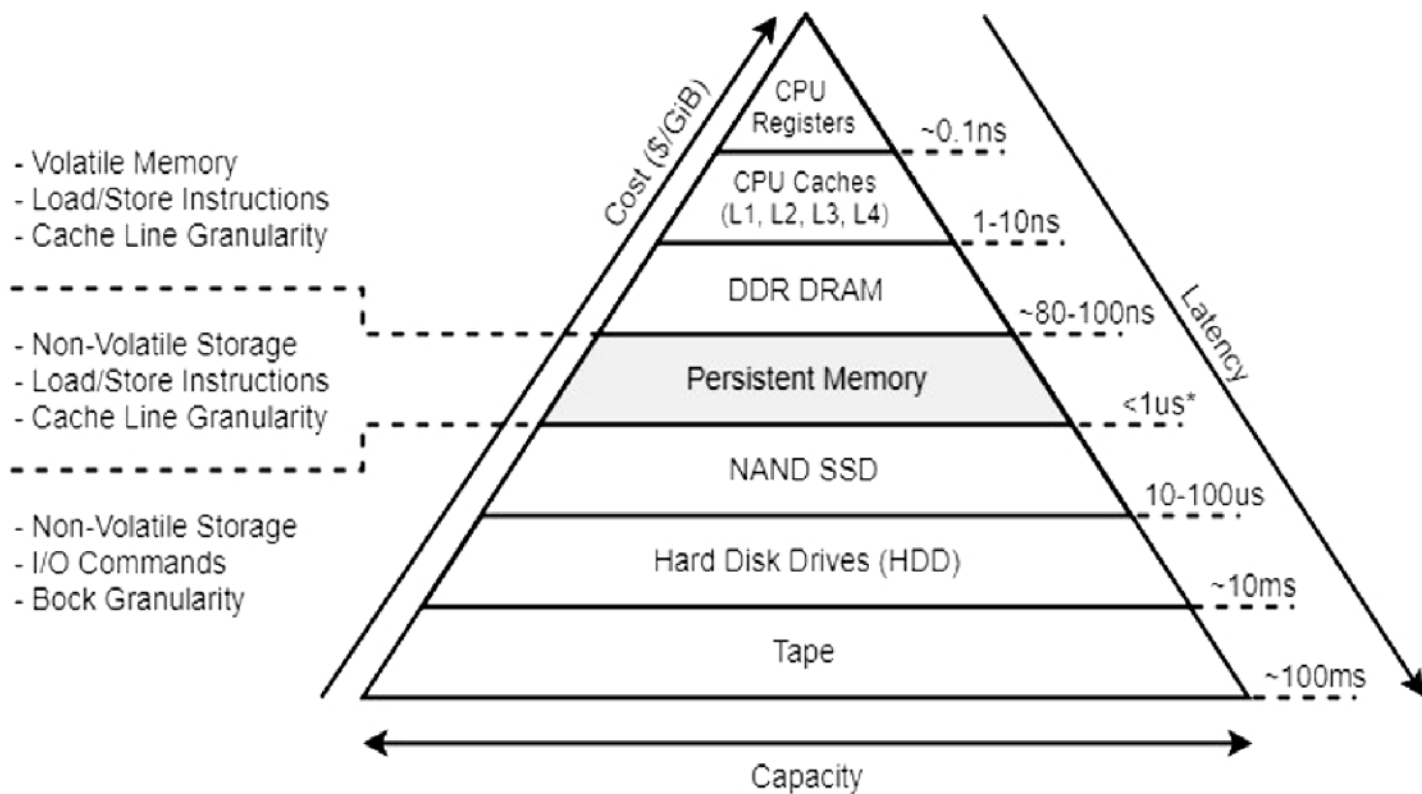 CPU
Registers
~0.1ns
Cost ($/GiB)
- Volatile Memory
- Load/Store Instructions
- Cache Line Granularity
CPU Caches
(L1, L2, L3, L4)
1-10ns
DDR DRAM
~80-100ns
Latency
- Non-Volatile Storage
- Load/Store Instructions
- Cache Line Granularity
Persistent Memory
<1us*
NAND SSD
10-100us
- Non-Volatile Storage
- I/O Commands
- Bock Granularity
Hard Disk Drives (HDD)
~10ms
Tape
~100ms
Capacity